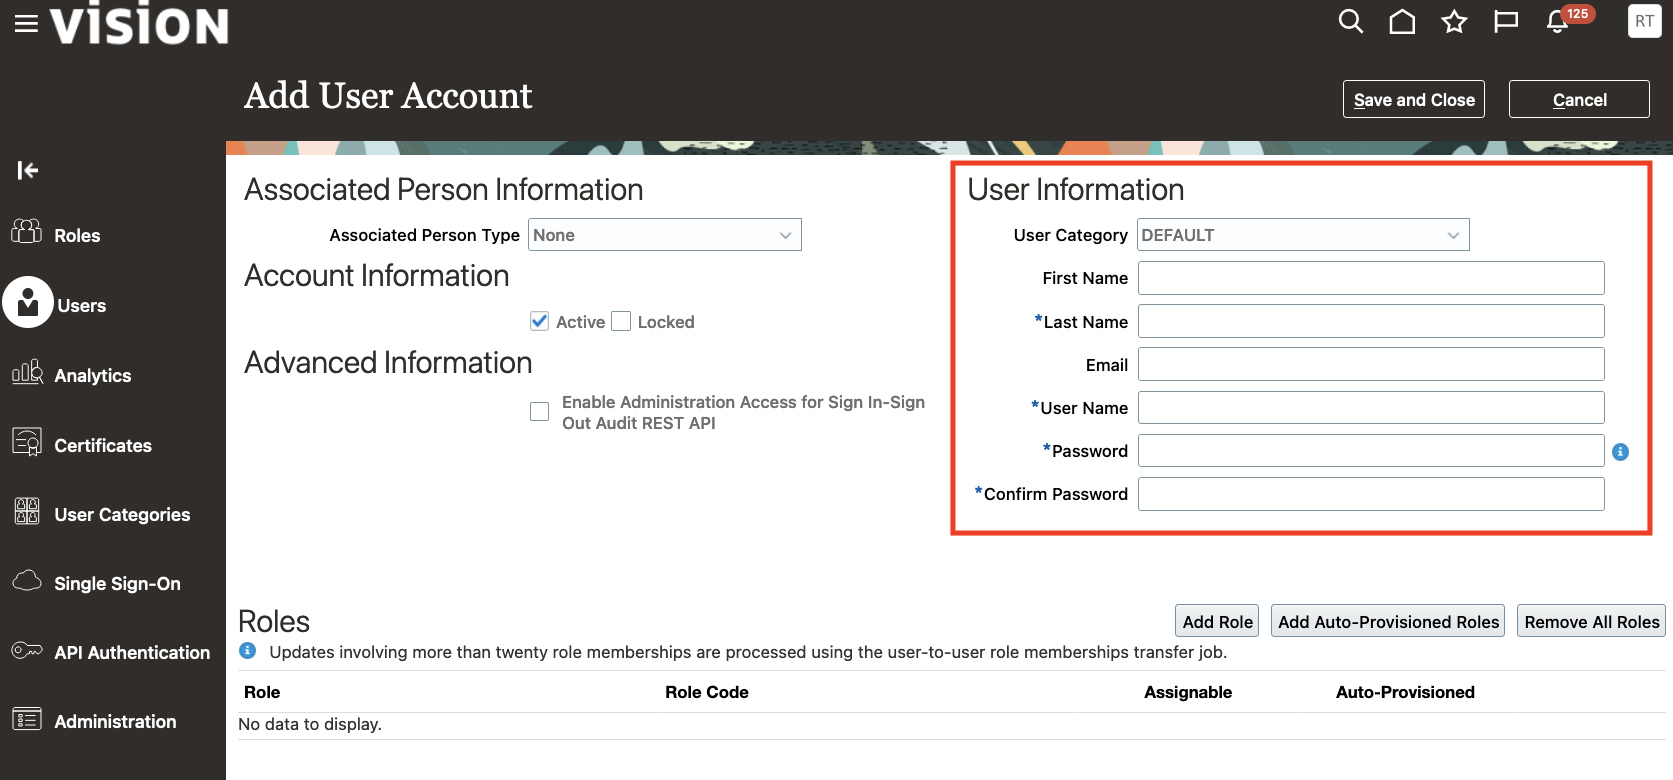 vision
125
RT
Add User Account
Save and Close
Cancel
Roles
Users
Analytics
Certificates
User Categories
Single Sign-On
API Authentication
Administration
Associated Person Information
Associated Person Type
None
Account Information
Active
Locked
Advanced Information
Enable Administration Access for Sign In-Sign
Out Audit REST API
User Information
User Category
DEFAULT
First Name
*Last Name
Email
*User Name
*Password
*Confirm Password
Roles
Add Role
Add Auto-Provisioned Roles
Remove All Roles
Updates involving more than twenty role memberships are processed using the user-to-user role memberships transfer job.
Role Role Code Assignable Auto-Provisioned
No data to display.